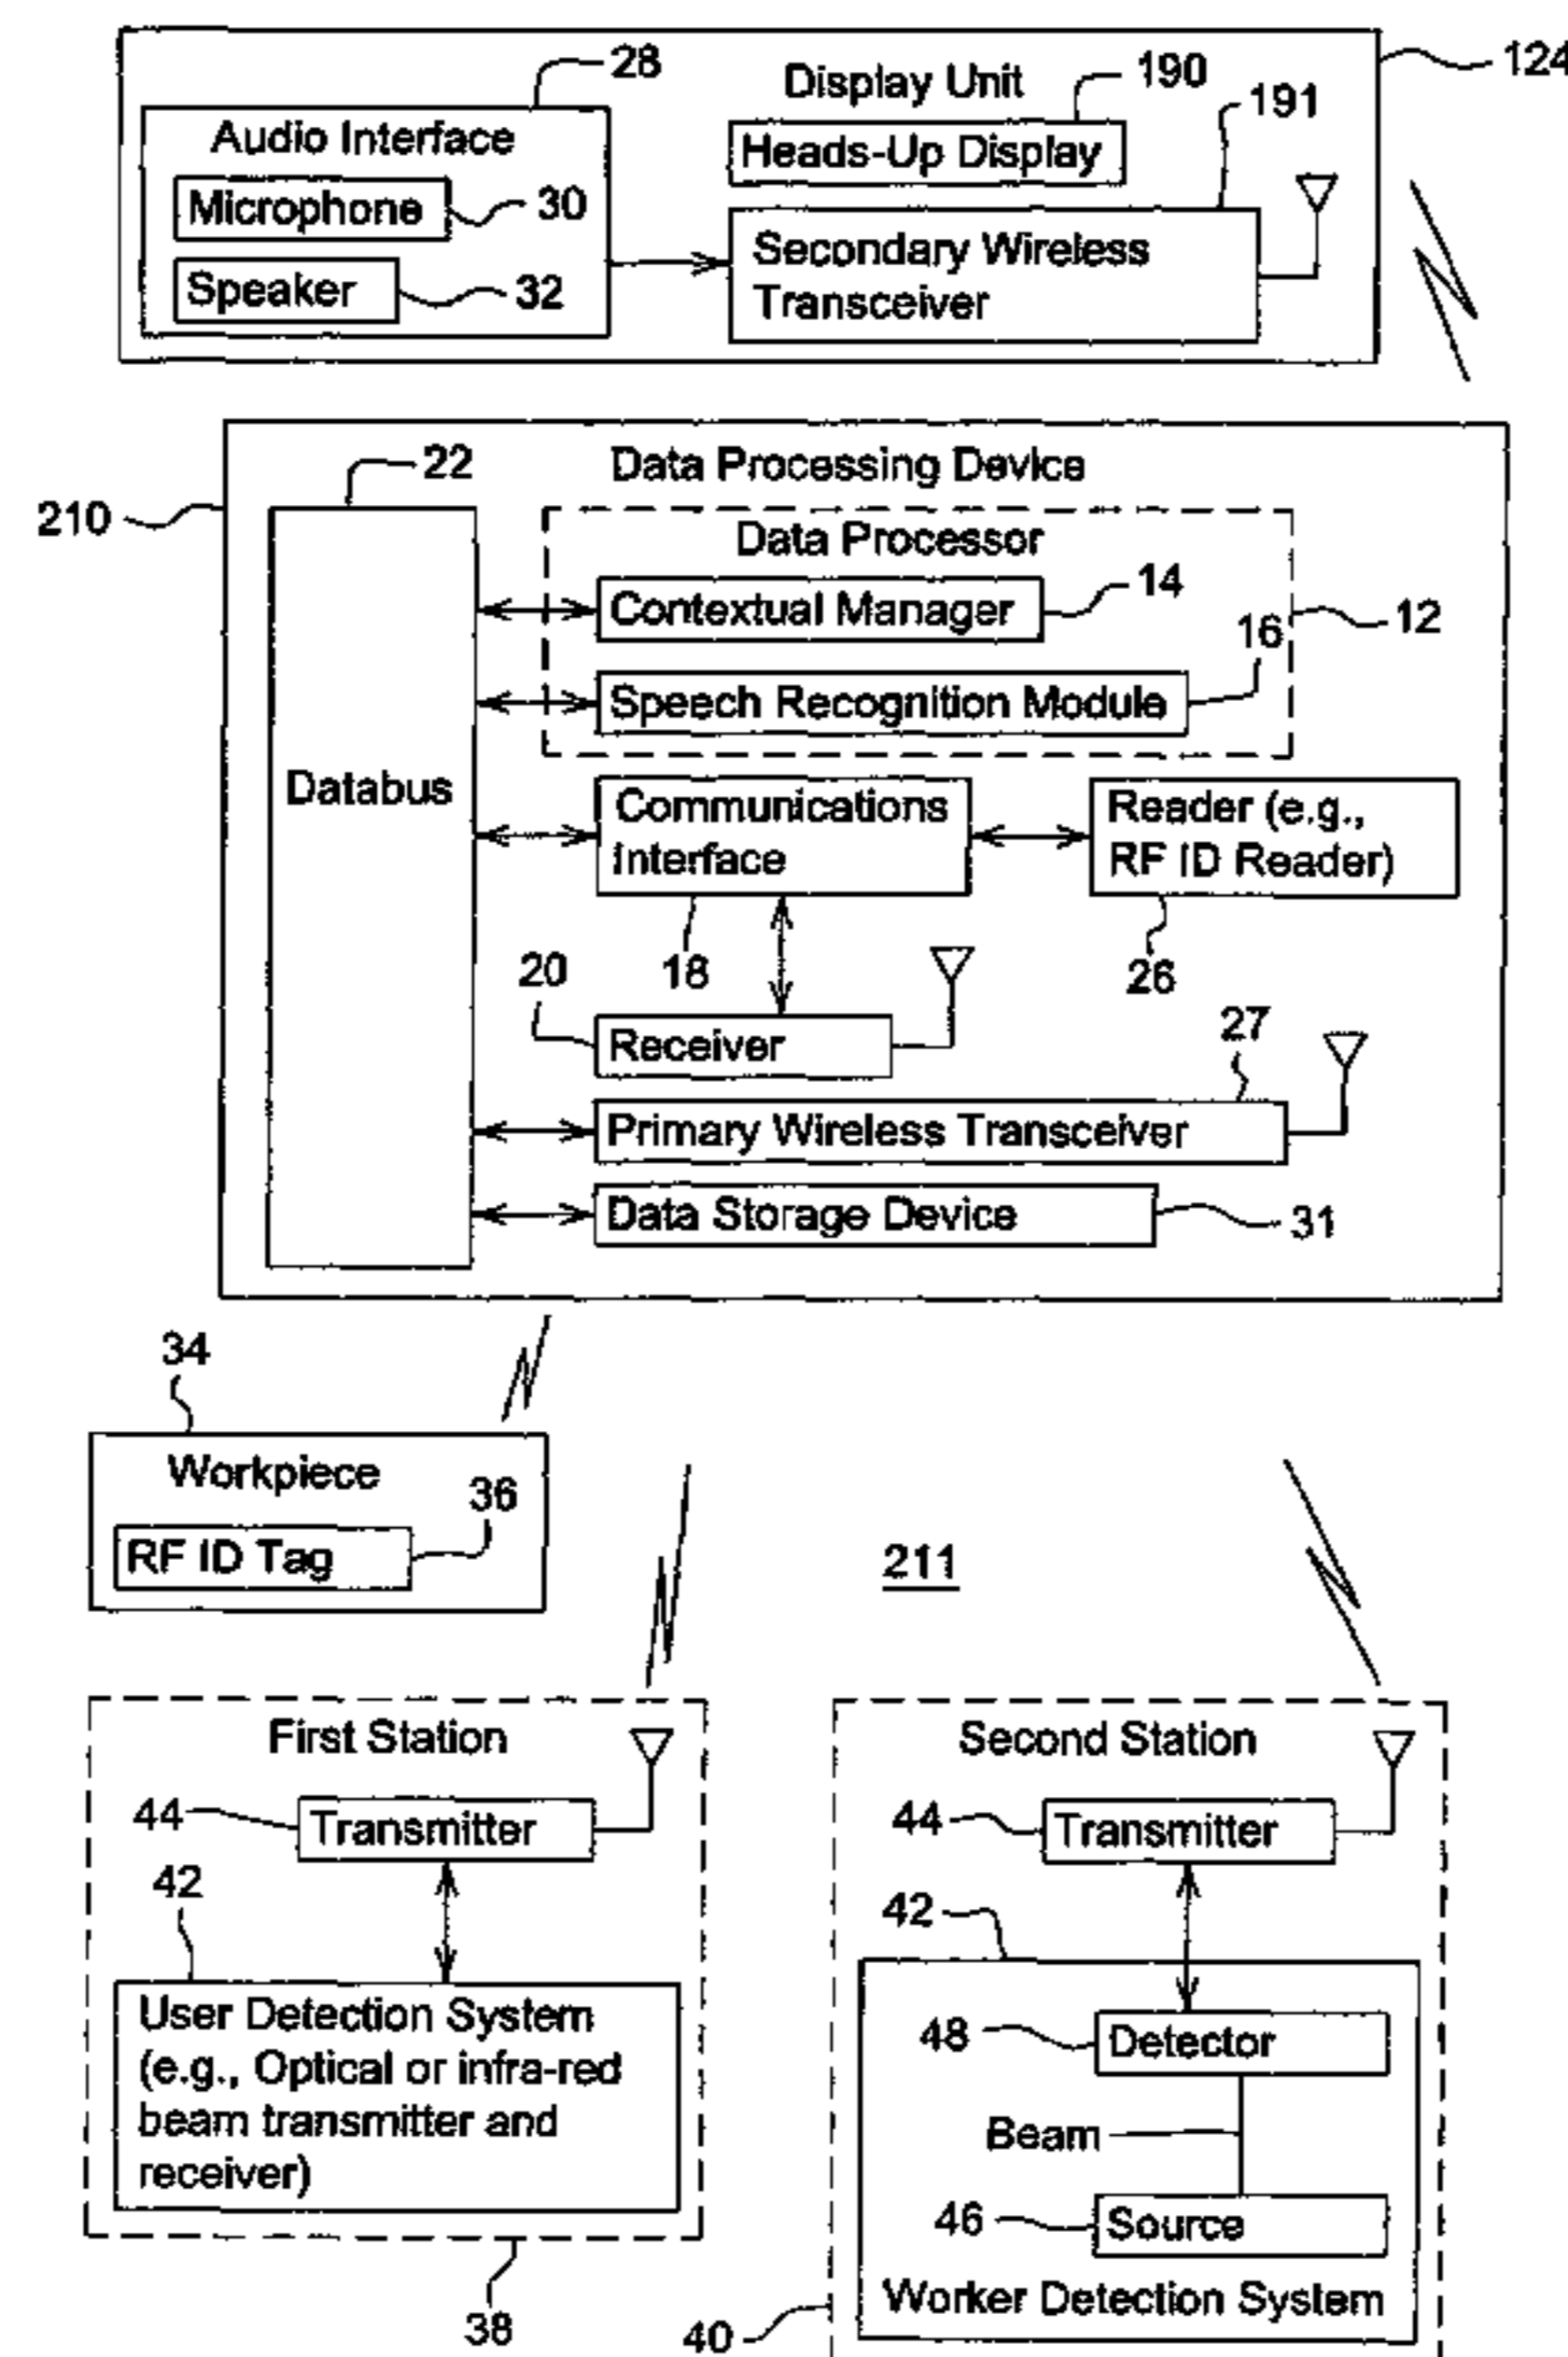 28
Display Unit
190
124
191
Audio Interface
Heads-Up Display
Microphone
30
Secondary Wireless
Transceiver
Speaker
32
22
Data Processing Device
210
Data Processor
14
Contextual Manager
12
16
Speech Recognition Module
Databus
Communications
Interface
Reader (e.g.,
RF ID Reader)
20
18
26
27
Receiver
Primary Wireless Transceiver
Data Storage Device
31
34
Workpiece
36
RF ID Tag
211
First Station
44
Transmitter
42
User Detection System
(e.g., Optical or infra-red
beam transmitter and
receiver)
38
Second Station
44
Transmitter
42
48
Detector
Beam
46
Source
Worker Detection System
40